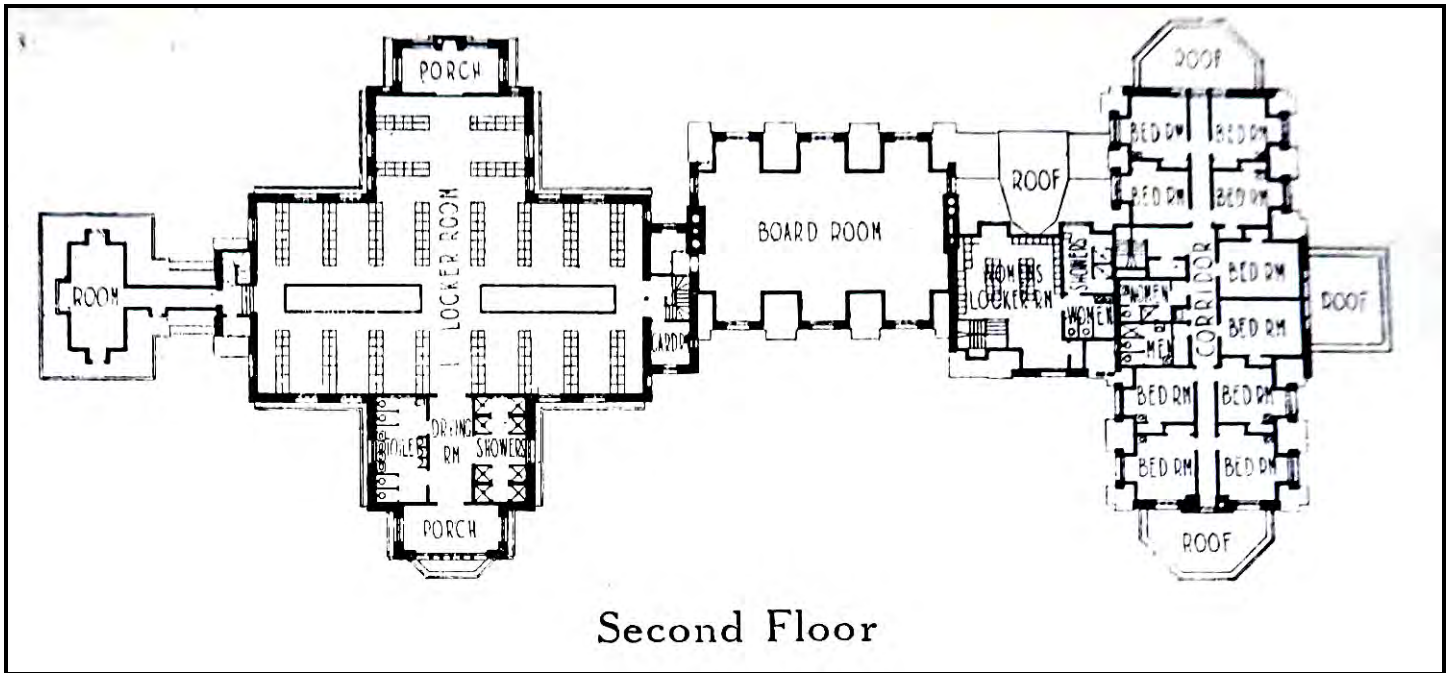 ROOF
PORCH
BED RM
BED RM
LOCKER ROOM
ROOF
BED RM
BED RM
BOARD ROOM
SHOWERS
WOMENS
LOCKER RM
CORRIDOR
BED RM
ROOM
WOMEN
ROOF
WOMEN
BED RM
MEN
BED RM
BED RM
TOILET
DRYING
RM
SHOWERS
BED RM
BED RM
PORCH
ROOF
Second Floor